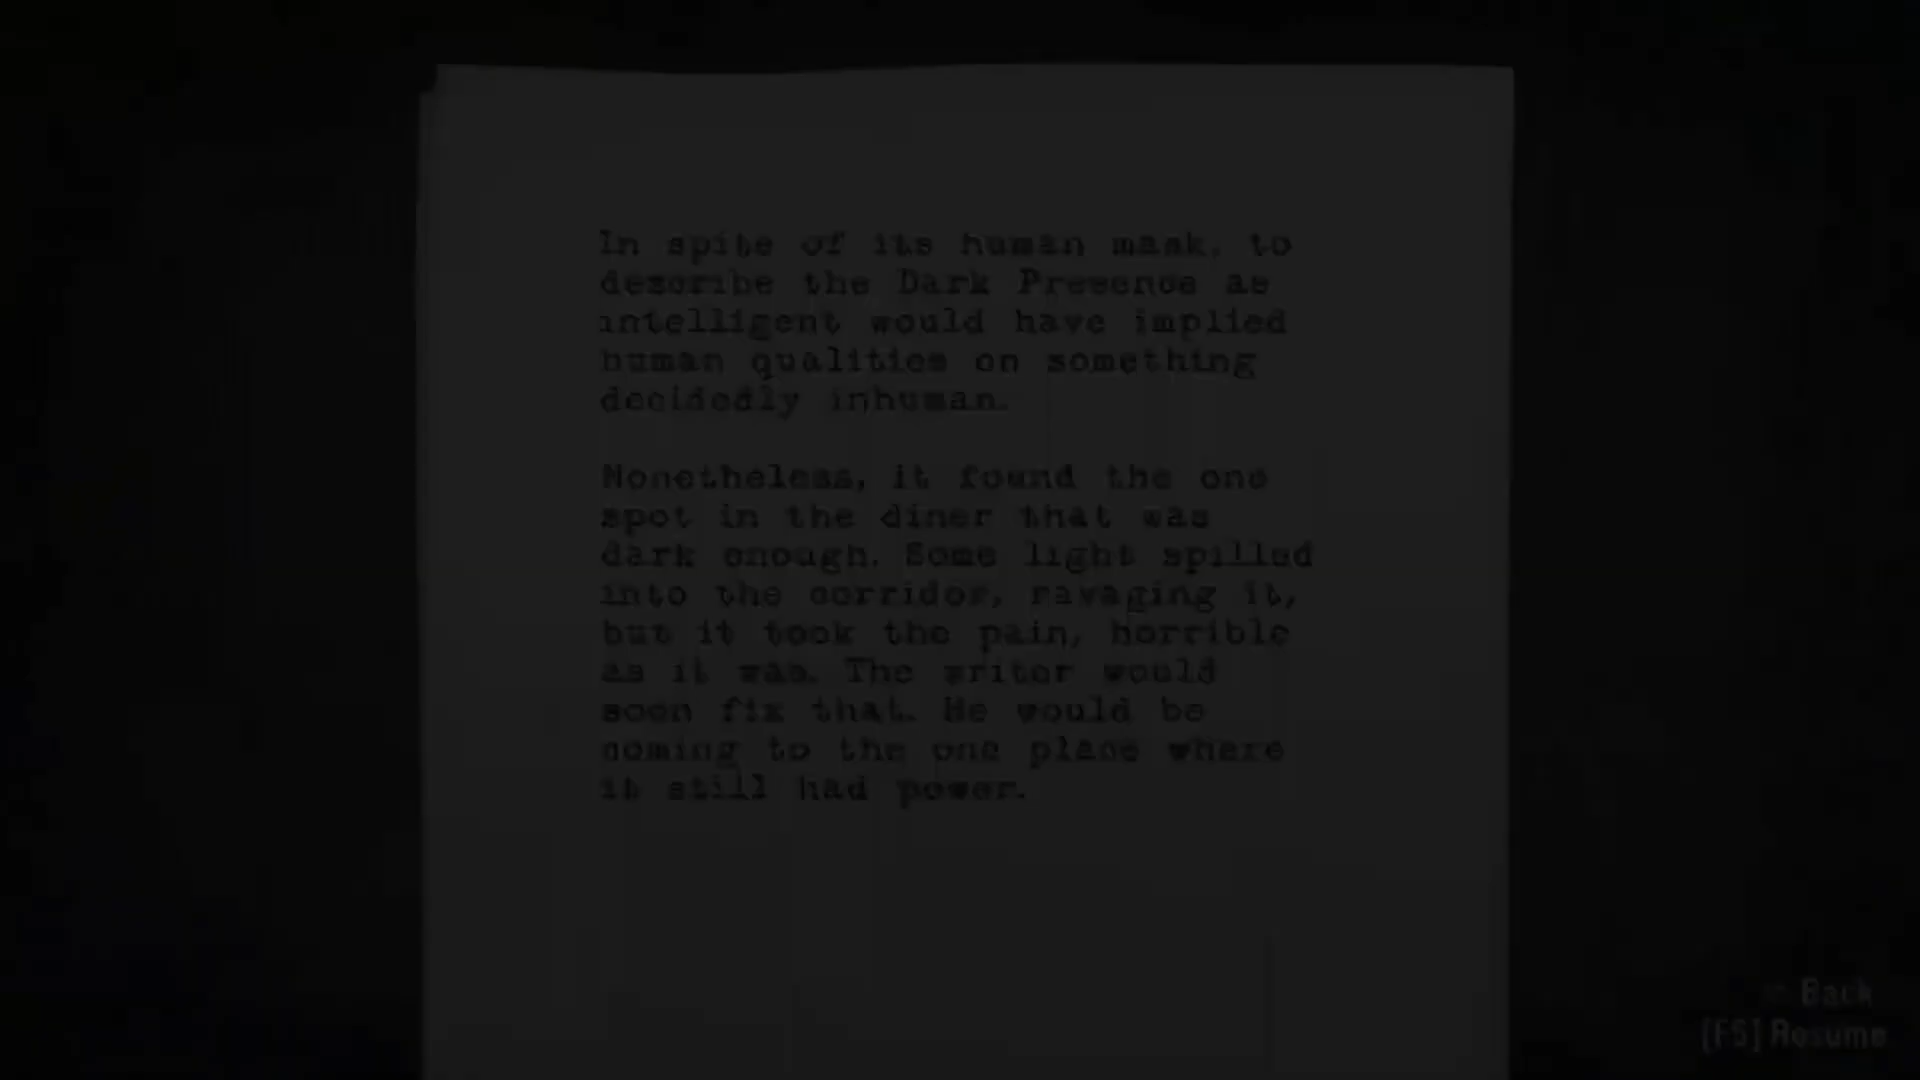 In spite of its human mask, to
describe the Dark Presence as
intelligent would have implied
human qualities on something
decidedly inhuman.
Nonetheless, it found the one
spot in the diner that was
dark enough. Some light spilled
into the corridor, ravaging it,
but it took the pain, horrible
as it was. The writer would
soon fix that. He would be
coming to the one place where
it still had power.
Back
[F5] Resume